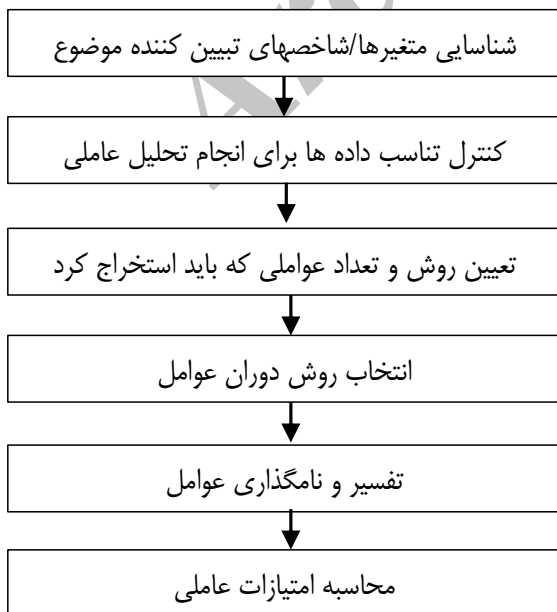 شناسایی متغیرها/شاخصهای تبیین کننده موضوع
کنترل تناسب داده ها برای انجام تحلیل عاملی
تعیین روش و تعداد عواملی که باید استخراج کرد
انتخاب روش دوران عوامل
تفسیر و نامگذاری عوامل
محاسبه امتیازات عاملی